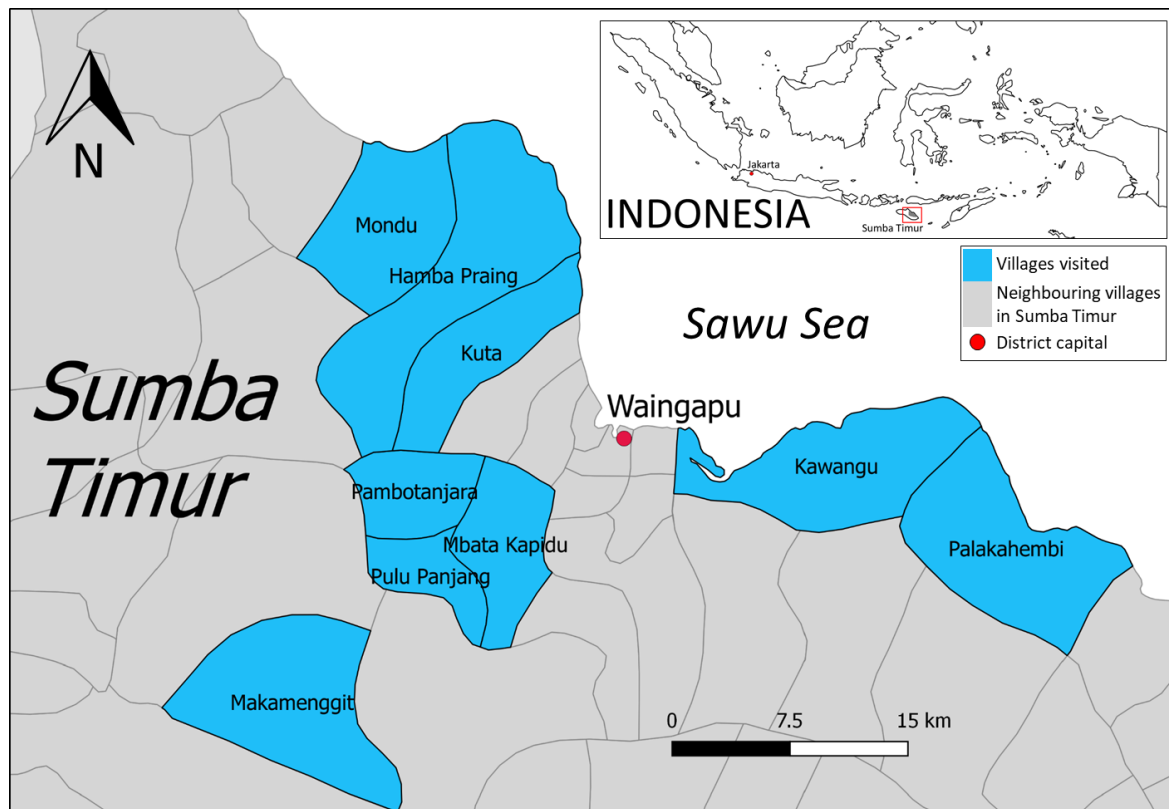 N
Jakarta
INDONESIA
Sumba Timur
Villages visited
Neighbouring villages
in Sumba Timur
District capital
Mondu
Hamba Praing
Sawu Sea
Kuta
Sumba
Timur
Waingapu
Kawangu
Pambotanjara
Mbata Kapidu
Palakahembi
Pulu Panjang
Makamenggit
0 7.5 15 km